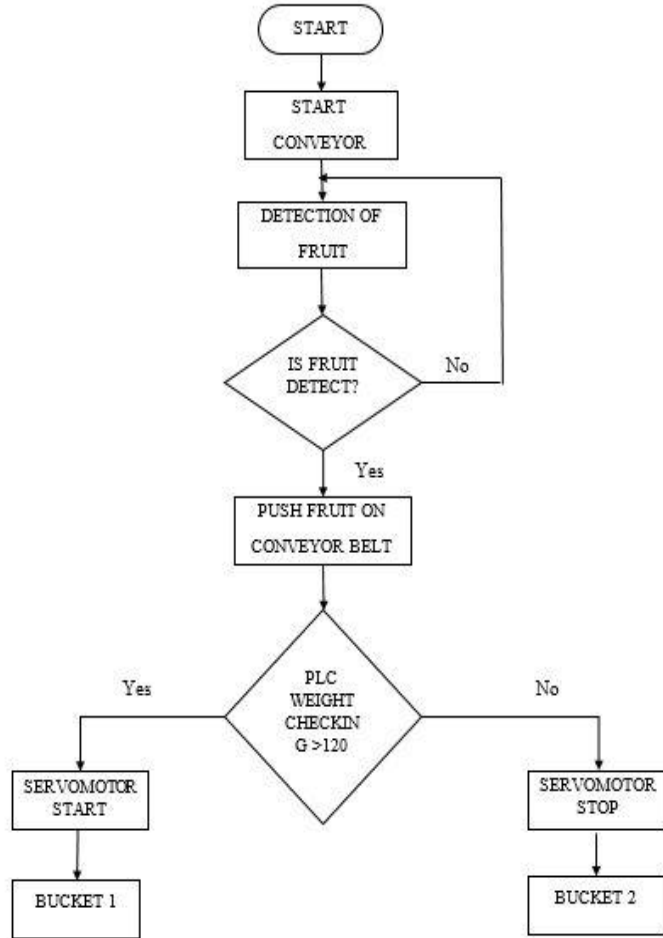 START
START
CONVEYOR
DETECTION OF
FRUIT
IS FRUIT
DETECT?
No
Yes
PUSH FRUIT ON
CONVEYOR BELT
PLC
WEIGHT
CHECKIN
G >120
Yes
No
SERVOMOTOR
START
SERVOMOTOR
STOP
BUCKET 1
BUCKET 2